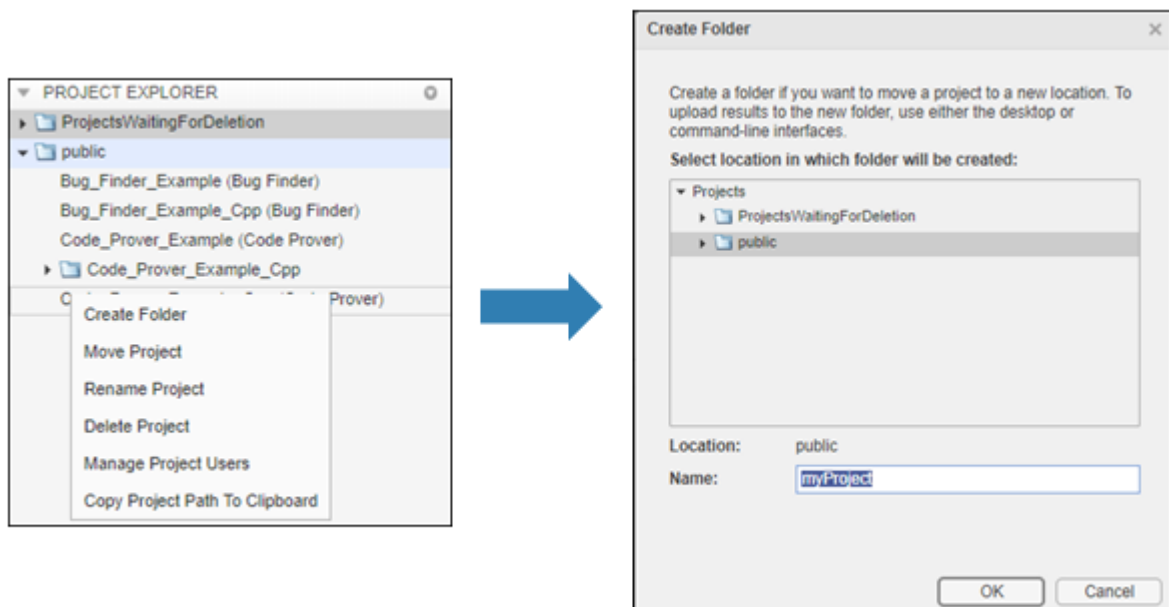 PROJECT EXPLORER
ProjectsWaitingForDeletion
public
Bug_Finder_Example (Bug Finder)
Bug_Finder_Example_Cpp (Bug Finder)
Code_Prover_Example (Code Prover)
Code_Prover_Example_Cpp
Prover)
Create Folder
Move Project
Rename Project
Delete Project
Manage Project Users
Copy Project Path To Clipboard
Create Folder
Create a folder if you want to move a project to a new location. To
upload results to the new folder, use either the desktop or
command-line interfaces.
Select location in which folder will be created:
Projects
ProjectsWaitingForDeletion
public
Location: public
Name: myProject
OK Cancel